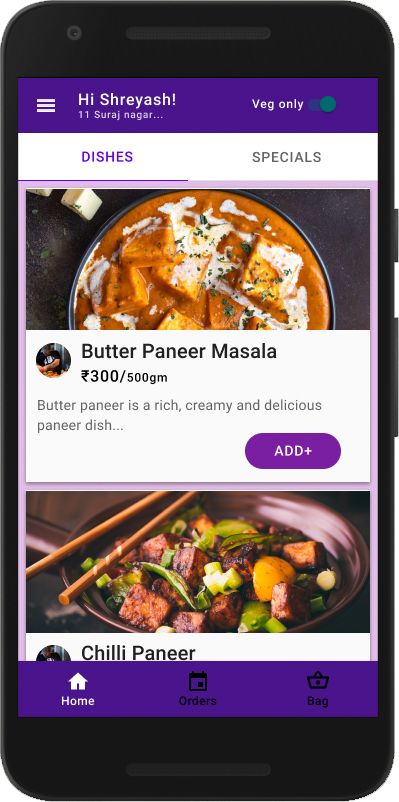 Hi Shreyash!
11 Suraj nagar...
Veg only
DISHES
SPECIALS
Butter Paneer Masala
₹300/500gm
Butter paneer is a rich, creamy and delicious
paneer dish...
ADD+
Chilli Paneer
Home
Orders
Bag